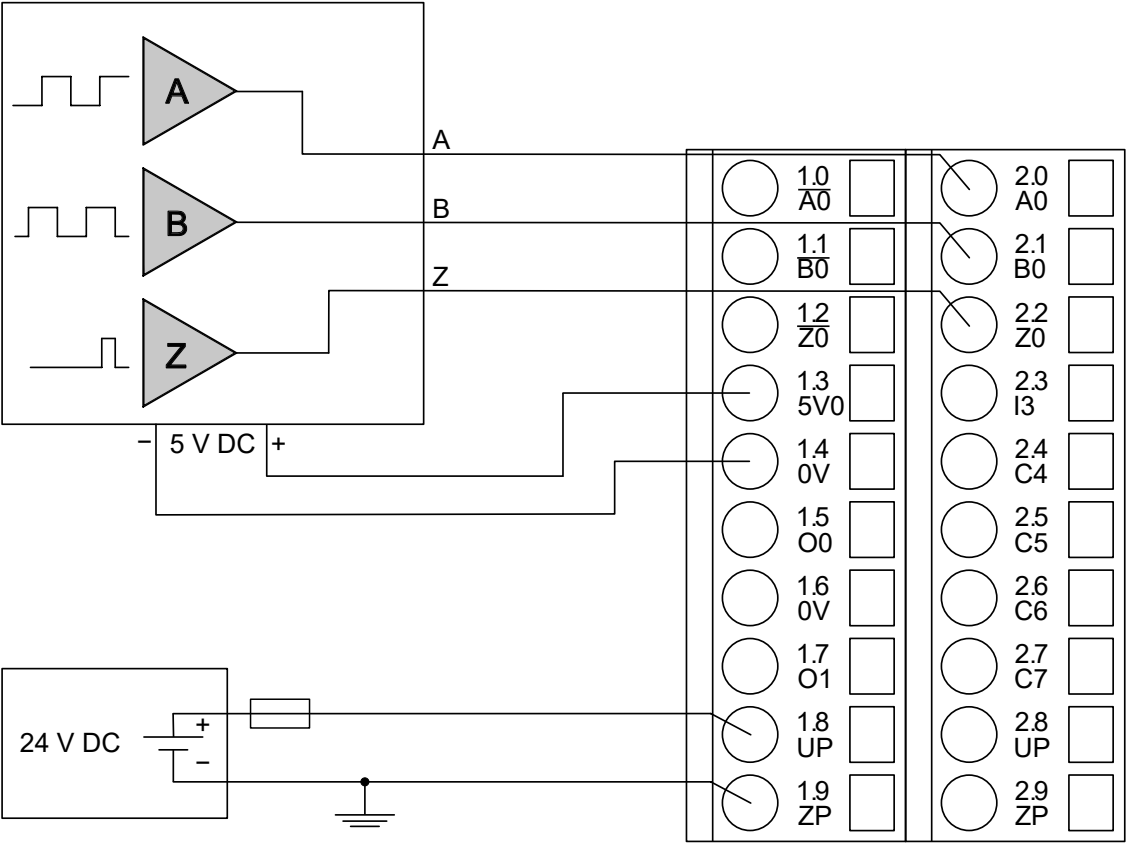 A
B
Z
A
B
Z
− 5 V DC +
24 V DC
+
−
1.0
A̅0̅
1.1
B̅0̅
1.2
Z̅0̅
1.3
5V0
1.4
0V
1.5
O0
1.6
0V
1.7
O1
1.8
UP
1.9
ZP
2.0
A0
2.1
B0
2.2
Z0
2.3
I3
2.4
C4
2.5
C5
2.6
C6
2.7
C7
2.8
UP
2.9
ZP